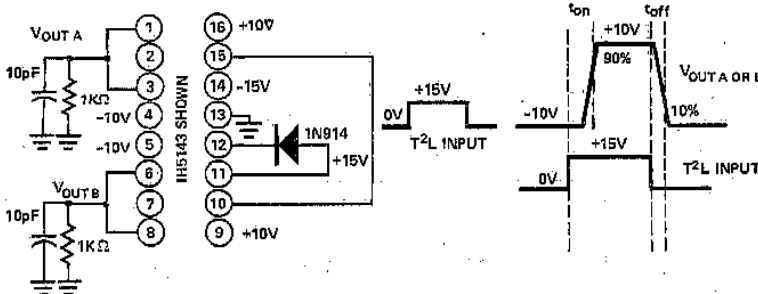 VOUT A
10pF
1KΩ
-10V
-10V
VOUT B
10pF
1KΩ
1
2
3
4
5
6
7
8
IH5143 SHOWN
16 +10V
15
14 -15V
13
12
11
10
9 +10V
1N914
+15V
0V
+15V
T²L INPUT
ton
toff
+10V
90%
-10V
10%
VOUT A OR B
+15V
0V
T²L INPUT